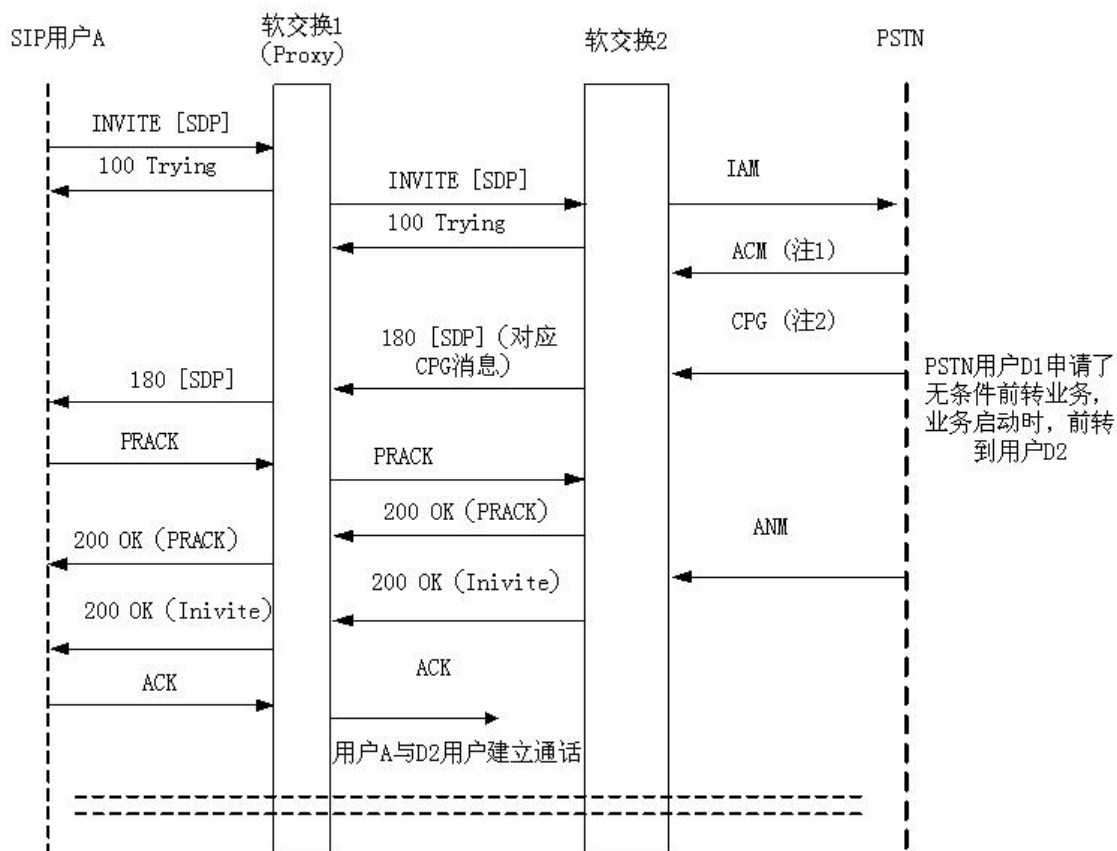 SIP用户A
软交换1
(Proxy)
软交换2
PSTN
INVITE [SDP]
100 Trying
INVITE [SDP]
IAM
100 Trying
ACM (注1)
CPG (注2)
180 [SDP] (对应
CPG消息)
180 [SDP]
PSTN用户D1申请了
无条件前转业务，
业务启动时，前转
到用户D2
PRACK
PRACK
200 OK (PRACK)
ANM
200 OK (PRACK)
200 OK (Inivite)
200 OK (Inivite)
ACK
ACK
用户A与D2用户建立通话